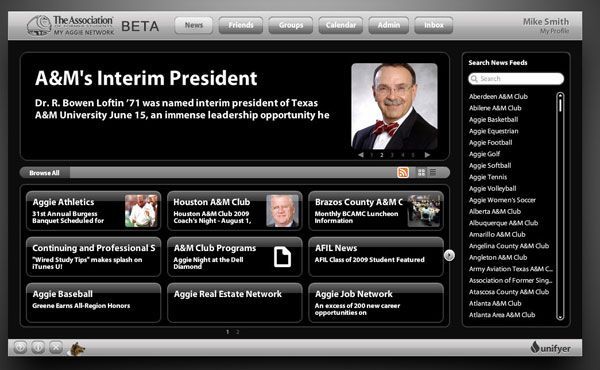 The Association
OF FORMER STUDENTS
MY AGGIE NETWORK
BETA
News
Friends
Groups
Calendar
Admin
Inbox
Mike Smith
My Profile
A&M's Interim President
Dr. R. Bowen Loftin '71 was named interim president of Texas
A&M University June 15, an immense leadership opportunity he
1 2 3 4 5
Browse All
Aggie Athletics
31st Annual Burgess
Banquet Scheduled for
Houston A&M Club
Houston A&M Club 2009
Coach's Night - August 1,
Brazos County A&M C
Monthly BCAMC Luncheon
Information
Continuing and Professional S
"Wired Study Tips" makes splash on
iTunes U!
A&M Club Programs
Aggie Night at the Dell
Diamond
AFIL News
AFIL Class of 2009 Student Featured
Aggie Baseball
Greene Earns All-Region Honors
Aggie Real Estate Network
Aggie Job Network
An excess of 200 new career
opportunities on
1 2
Search News Feeds
Search
Aberdeen A&M Club
Abilene A&M Club
Aggie Basketball
Aggie Equestrian
Aggie Football
Aggie Golf
Aggie Softball
Aggie Tennis
Aggie Volleyball
Aggie Women's Soccer
Alberta A&M Club
Albuquerque A&M Club
Amarillo A&M Club
Angelina County A&M Club
Angleton A&M Club
Army Aviation Texas A&M C...
Association of Former Sing...
Atascosa County A&M Club
Atlanta A&M Club
Atlanta Area A&M Club
unifyer